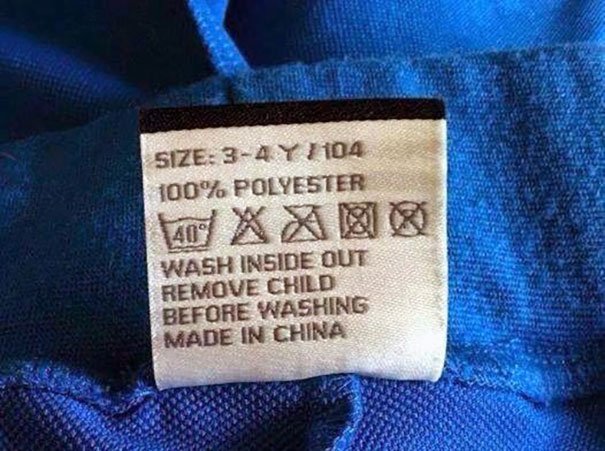 SIZE: 3-4 Y / 104
100% POLYESTER
40°
WASH INSIDE OUT
REMOVE CHILD
BEFORE WASHING
MADE IN CHINA